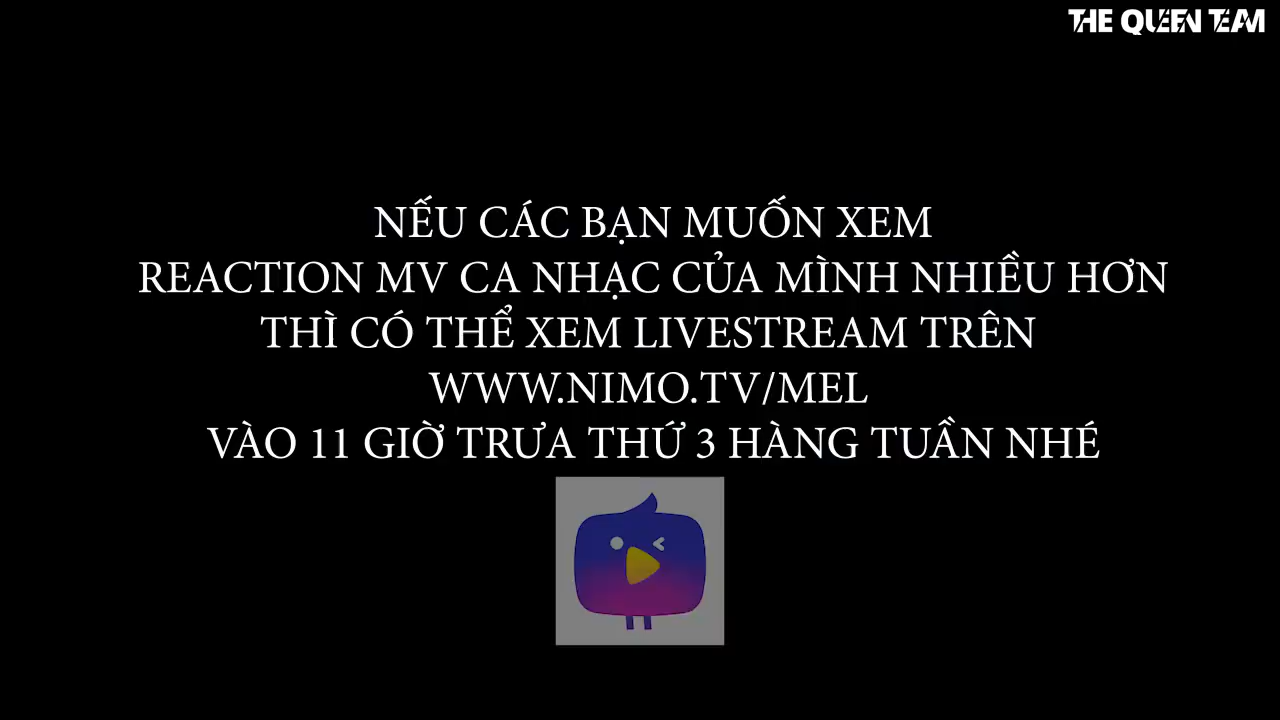 THE QUEEN TEAM
NẾU CÁC BẠN MUỐN XEM
REACTION MV CA NHẠC CỦA MÌNH NHIỀU HƠN
THÌ CÓ THỂ XEM LIVESTREAM TRÊN
WWW.NIMO.TV/MEL
VÀO 11 GIỜ TRƯA THỨ 3 HÀNG TUẦN NHÉ